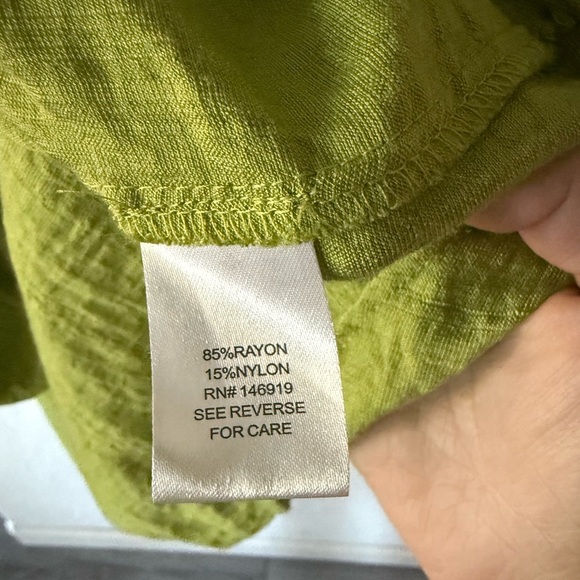 85%RAYON
15%NYLON
RN# 146919
SEE REVERSE
FOR CARE